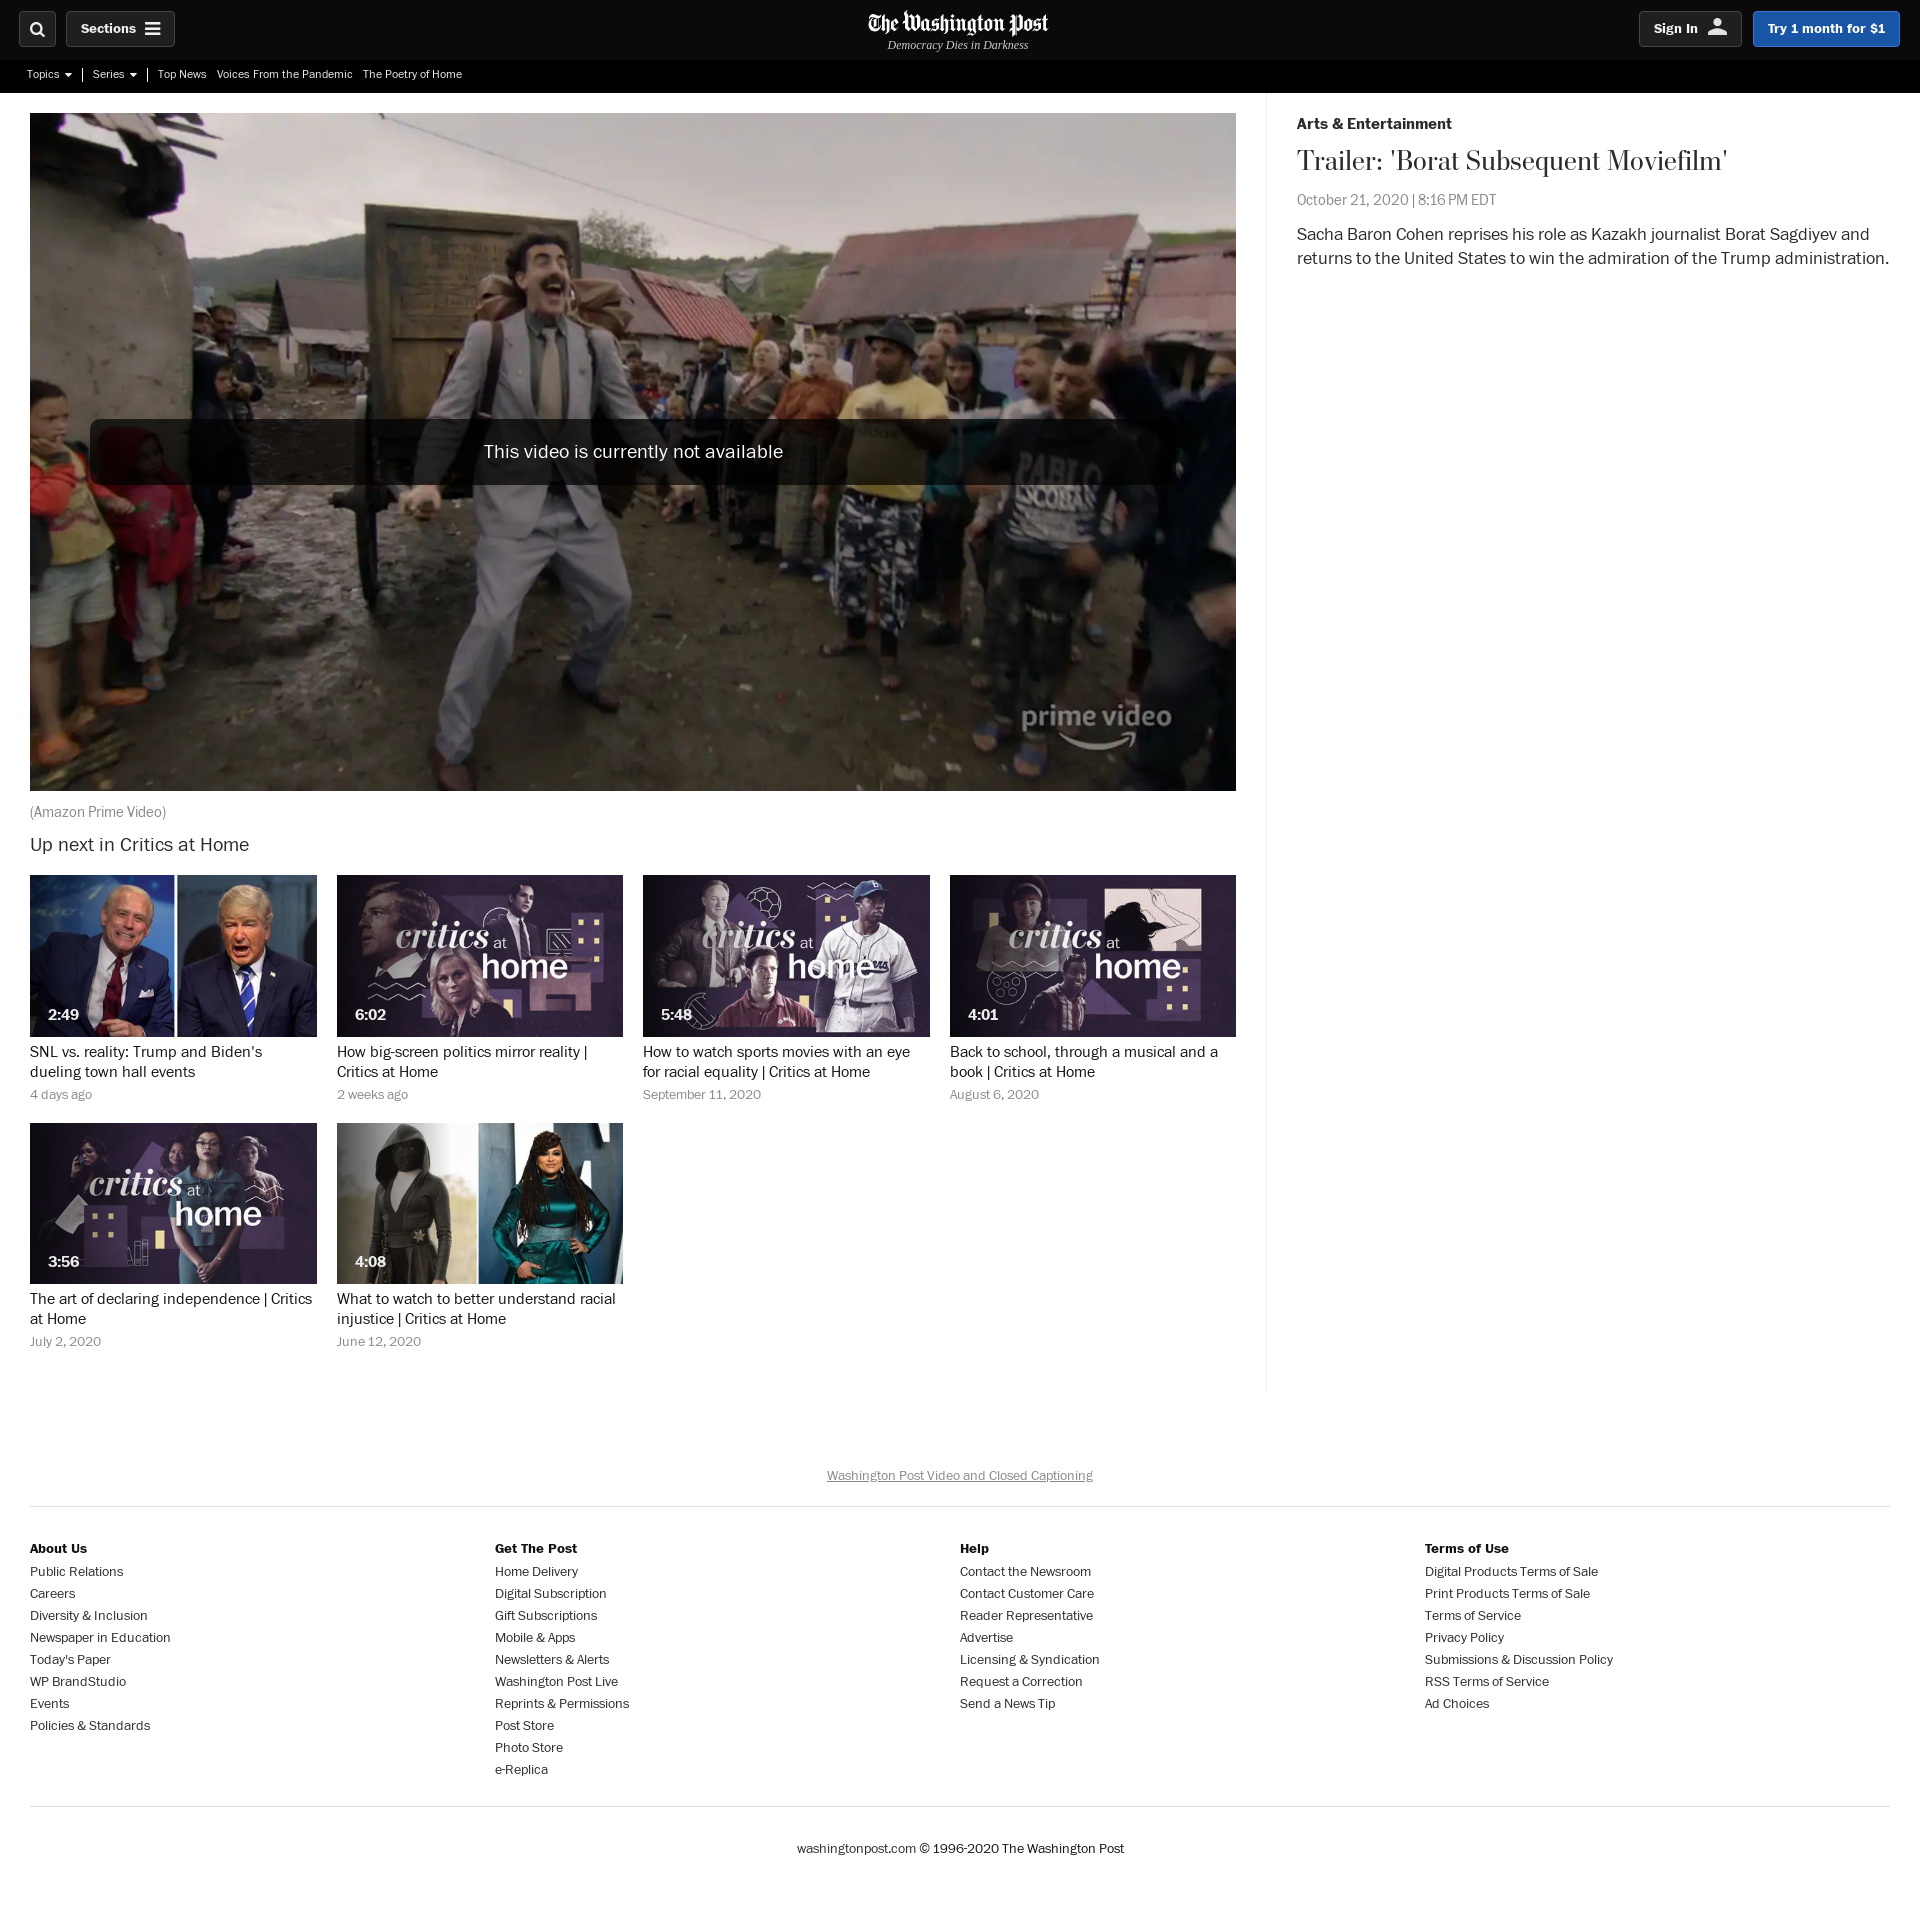 Sections
The Washington Post
Democracy Dies in Darkness
Sign In
Try 1 month for $1
Topics
Series
Top News
Voices From the Pandemic
The Poetry of Home
This video is currently not available
PABLO
ESCOBAR
prime video
(Amazon Prime Video)
Arts & Entertainment
Trailer: 'Borat Subsequent Moviefilm'
October 21, 2020 | 8:16 PM EDT
Sacha Baron Cohen reprises his role as Kazakh journalist Borat Sagdiyev and
returns to the United States to win the admiration of the Trump administration.
Up next in Critics at Home
2:49
SNL vs. reality: Trump and Biden's
dueling town hall events
4 days ago
critics at
home
6:02
How big-screen politics mirror reality |
Critics at Home
2 weeks ago
critics at
home
5:48
How to watch sports movies with an eye
for racial equality | Critics at Home
September 11, 2020
critics at
home
4:01
Back to school, through a musical and a
book | Critics at Home
August 6, 2020
critics at
home
3:56
The art of declaring independence | Critics
at Home
July 2, 2020
4:08
What to watch to better understand racial
injustice | Critics at Home
June 12, 2020
Washington Post Video and Closed Captioning
About Us
Public Relations
Careers
Diversity & Inclusion
Newspaper in Education
Today's Paper
WP BrandStudio
Events
Policies & Standards
Get The Post
Home Delivery
Digital Subscription
Gift Subscriptions
Mobile & Apps
Newsletters & Alerts
Washington Post Live
Reprints & Permissions
Post Store
Photo Store
e-Replica
Help
Contact the Newsroom
Contact Customer Care
Reader Representative
Advertise
Licensing & Syndication
Request a Correction
Send a News Tip
Terms of Use
Digital Products Terms of Sale
Print Products Terms of Sale
Terms of Service
Privacy Policy
Submissions & Discussion Policy
RSS Terms of Service
Ad Choices
washingtonpost.com © 1996-2020 The Washington Post